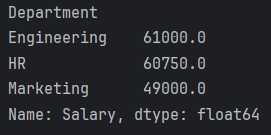 Department
Engineering    61000.0
HR             60750.0
Marketing      49000.0
Name: Salary, dtype: float64